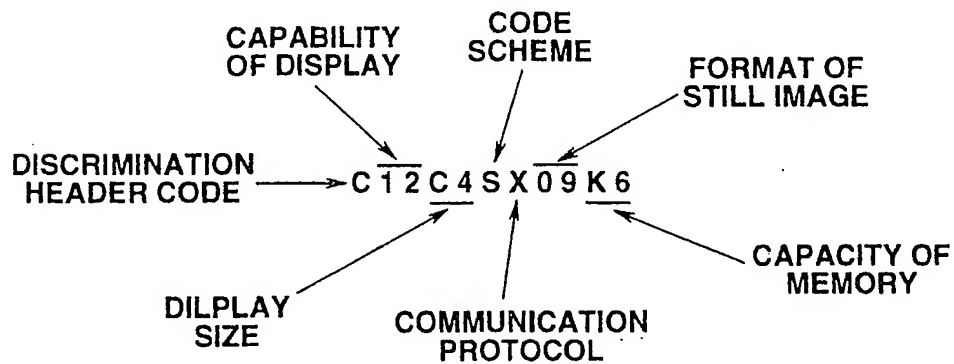 CAPABILITY
OF DISPLAY
CODE
SCHEME
FORMAT OF
STILL IMAGE
DISCRIMINATION
HEADER CODE
C 1 2 C 4 S X 0 9 K 6
DILPLAY
SIZE
COMMUNICATION
PROTOCOL
CAPACITY OF
MEMORY